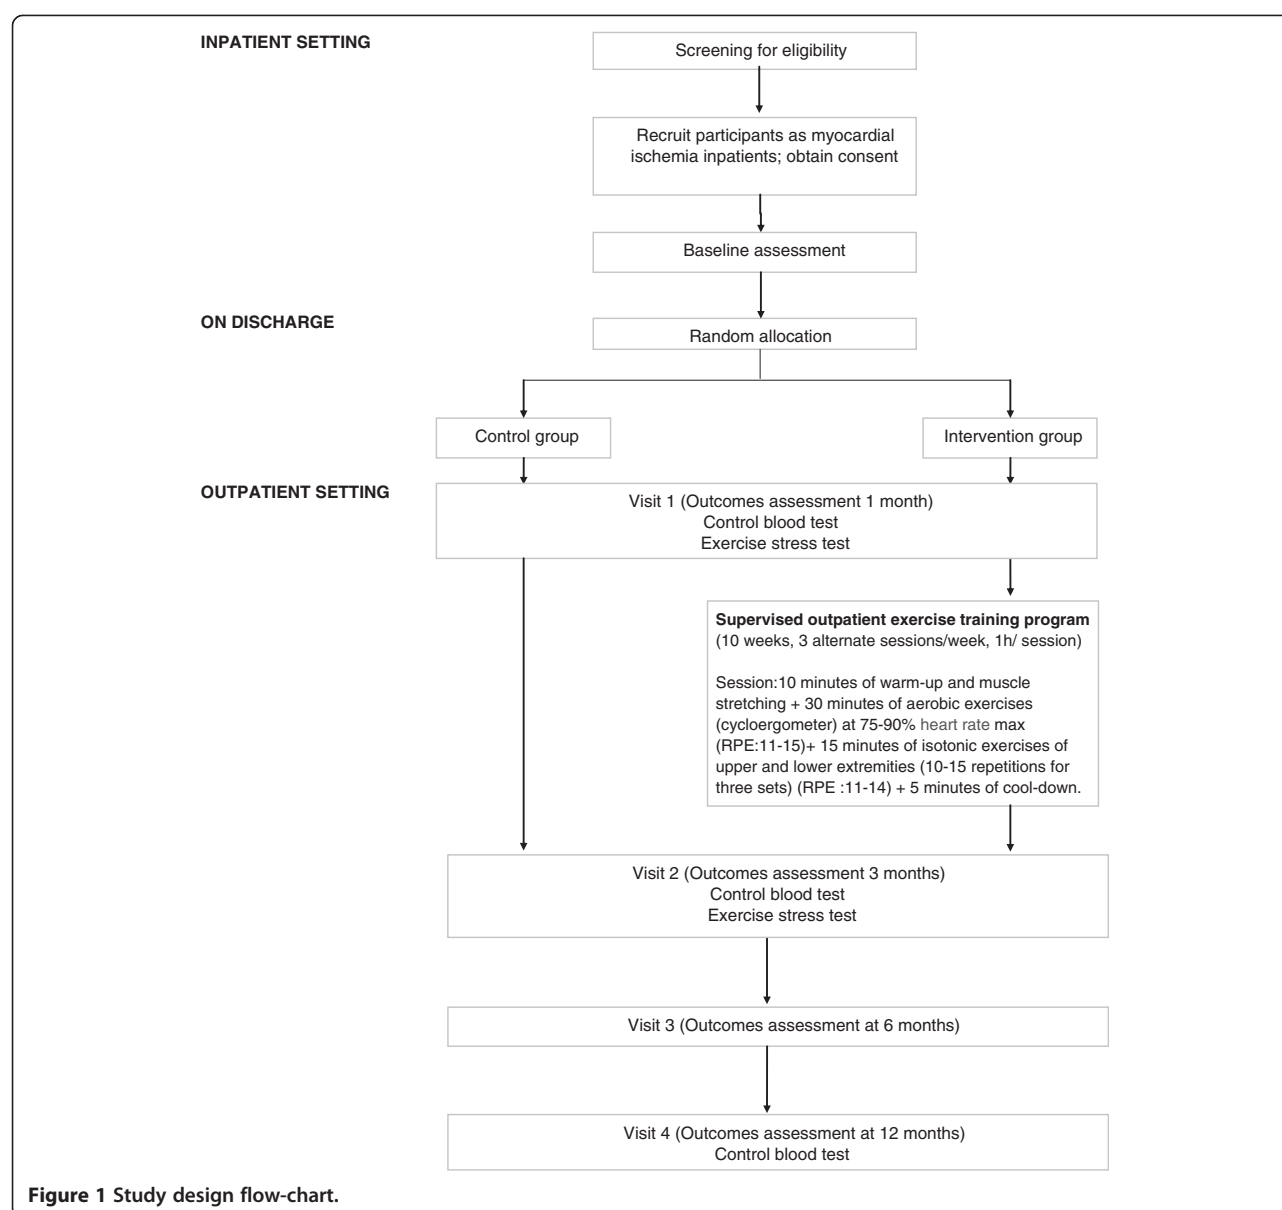 INPATIENT SETTING
Screening for eligibility
Recruit participants as myocardial
ischemia inpatients; obtain consent
Baseline assessment
ON DISCHARGE
Random allocation
Control group
Intervention group
OUTPATIENT SETTING
Visit 1 (Outcomes assessment 1 month)
Control blood test
Exercise stress test
Supervised outpatient exercise training program
(10 weeks, 3 alternate sessions/week, 1h/ session)
Session:10 minutes of warm-up and muscle
stretching + 30 minutes of aerobic exercises
(cycloergometer) at 75-90% heart rate max
(RPE:11-15)+ 15 minutes of isotonic exercises of
upper and lower extremities (10-15 repetitions for
three sets) (RPE :11-14) + 5 minutes of cool-down.
Visit 2 (Outcomes assessment 3 months)
Control blood test
Exercise stress test
Visit 3 (Outcomes assessment at 6 months)
Visit 4 (Outcomes assessment at 12 months)
Control blood test
Figure 1 Study design flow-chart.